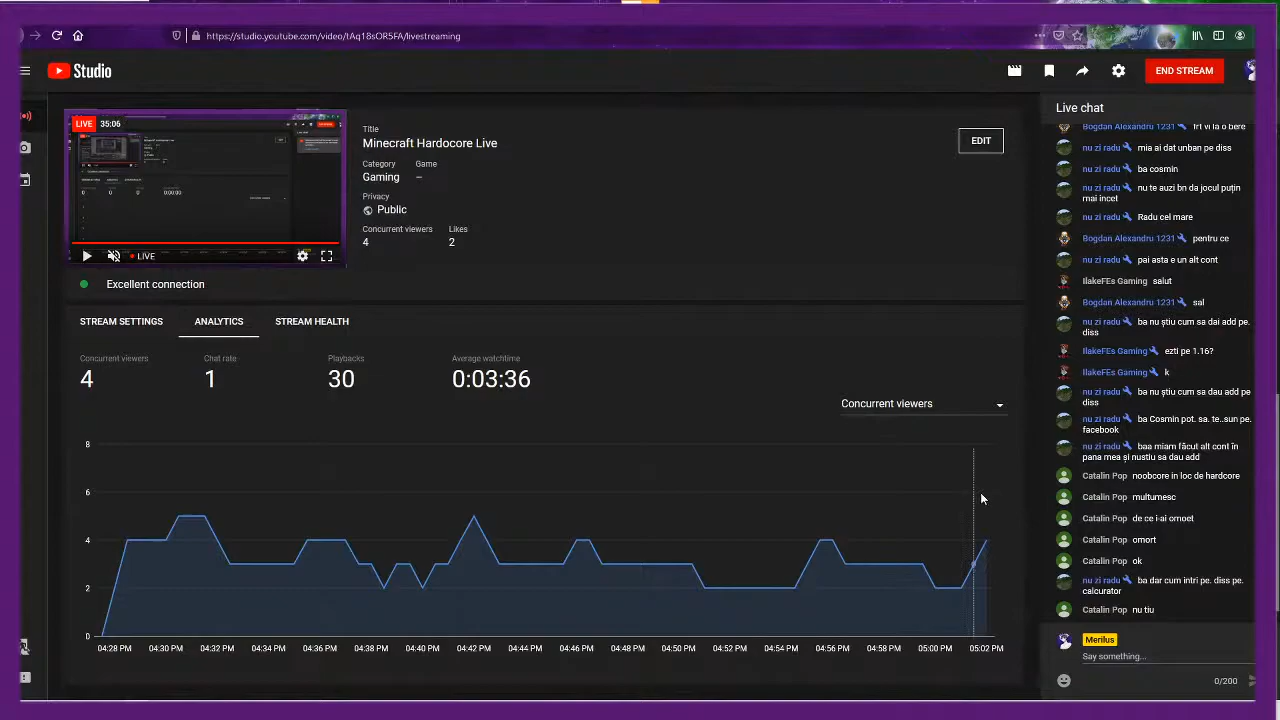 https://studio.youtube.com/video/UqT8sOR5FA/livestreaming
Studio
END STREAM
LIVE 35:06
LIVE
Title
Minecraft Hardcore Live
EDIT
Category Game
Gaming –
Privacy
Public
oncurrent viewers Likes
4 2
Excellent connection
STREAM SETTINGS ANALYTICS STREAM HEALTH
Concurrent viewers Chat rate Playbacks Average watchtime
4 1 30 0:03:36
Concurrent viewers
8
6
4
2
0
04:28 PM 04:30 PM 04:32 PM 04:34 PM 04:36 PM 04:38 PM 04:40 PM 04:42 PM 04:44 PM 04:46 PM 04:48 PM 04:50 PM 04:52 PM 04:54 PM 04:56 PM 04:58 PM 05:00 PM 05:02 PM
Live chat
Bogdan Alexandru 1231 fri vi la o bere
nu zi radu mia ai dat unban pe diss
nu zi radu ba cosmin
nu zi radu nu te auzi bn da jocul puțin
mai incet
nu zi radu Radu cel mare
Bogdan Alexandru 1231 pentru ce
nu zi radu pai asta e un alt cont
IlakeFEs Gaming salut
Bogdan Alexandru 1231 sal
nu zi radu ba nu știu cum sa dai add pe.
diss
IlakeFEs Gaming ezti pe 1.16?
IlakeFEs Gaming k
nu zi radu ba nu știu cum sa dau add pe
diss
nu zi radu ba Cosmin pot. sa. te..sun pe.
facebook
nu zi radu baa miam făcut alt cont în
pana mea și nustiu sa dau add
Catalin Pop noobcore in loc de hardcore
Catalin Pop multumesc
Catalin Pop de ce i-ai omoet
Catalin Pop omort
Catalin Pop ok
nu zi radu ba dar cum intri pe. diss pe.
calcurator
Catalin Pop nu tiu
Merilus
Say something...
0/200